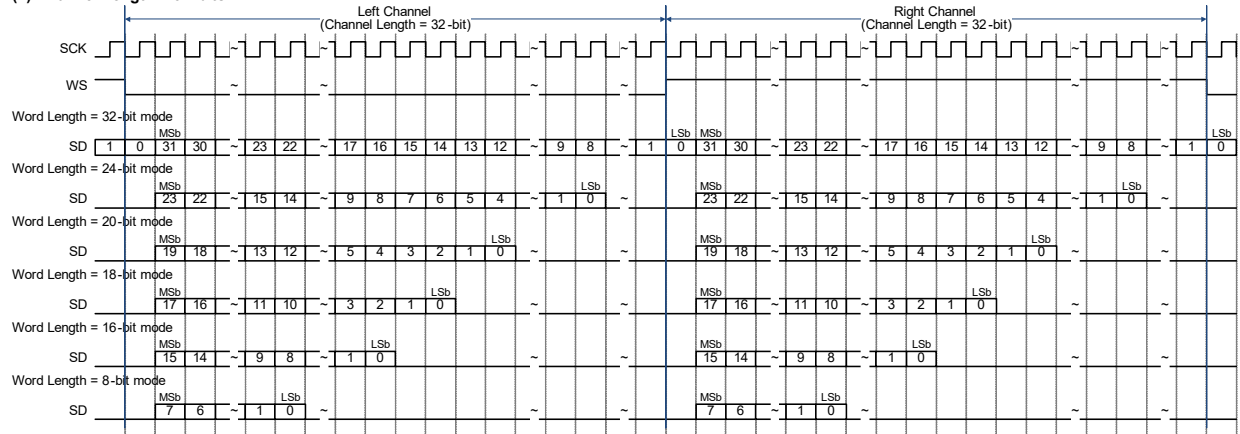 Left Channel Right Channel
(Channel Length = 32-bit) (Channel Length = 32-bit)
SCK ~ ~ ~ ~ ~ ~ ~ ~
WS ~ ~ ~ ~ ~ ~ ~ ~
Word Length = 32-bit mode
MSb LSb MSb LSb
SD 1 0 31 30 ~ 23 22 ~ 17 16 15 14 13 12 ~ 9 8 ~ 1 0 31 30 ~ 23 22 ~ 17 16 15 14 13 12 ~ 9 8 ~ 1 0
Word Length = 24-bit mode
MSb LSb MSb LSb
SD 23 22 ~ 15 14 ~ 9 8 7 6 5 4 ~ 1 0 ~ 23 22 ~ 15 14 ~ 9 8 7 6 5 4 ~ 1 0 ~
Word Length = 20-bit mode
MSb LSb MSb LSb
SD 19 18 ~ 13 12 ~ 5 4 3 2 1 0 ~ ~ 19 18 ~ 13 12 ~ 5 4 3 2 1 0 ~ ~
Word Length = 18-bit mode
MSb LSb MSb LSb
SD 17 16 ~ 11 10 ~ 3 2 1 0 ~ ~ 17 16 ~ 11 10 ~ 3 2 1 0 ~ ~
Word Length = 16-bit mode
MSb LSb MSb LSb
SD 15 14 ~ 9 8 ~ 1 0 ~ ~ 15 14 ~ 9 8 ~ 1 0 ~ ~
Word Length = 8-bit mode
MSb LSb MSb LSb
SD 7 6 ~ 1 0 ~ ~ ~ 7 6 ~ 1 0 ~ ~ ~